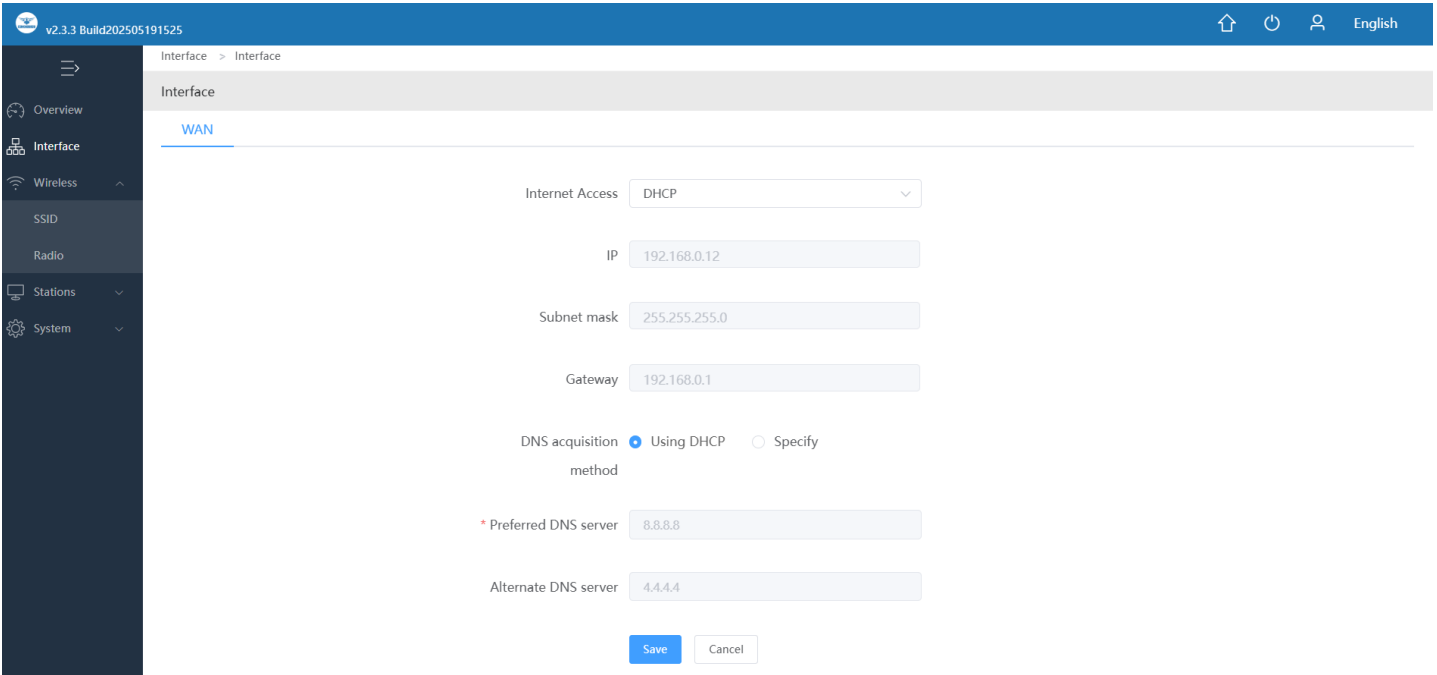 v2.3.3 Build202505191525
English
Interface > Interface
Interface
Overview
Interface
Wireless
SSID
Radio
Stations
System
WAN
Internet Access DHCP
IP 192.168.0.12
Subnet mask 255.255.255.0
Gateway 192.168.0.1
DNS acquisition method Using DHCP Specify
* Preferred DNS server 8.8.8.8
Alternate DNS server 4.4.4.4
Save Cancel